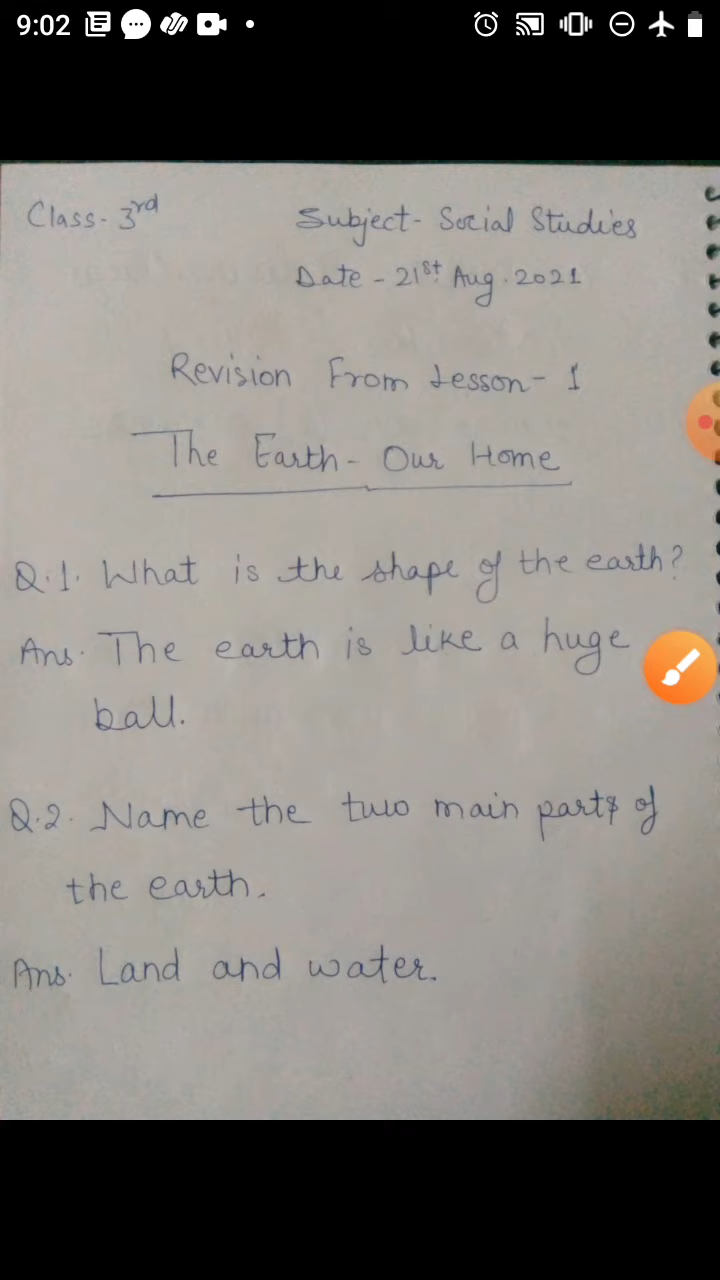 9:02
Class- 3rd
Subject- Social Studies
Date - 21st Aug. 2021
Revision From Lesson- 1
The Earth- Our Home
Q.1. What is the shape of the earth?
Ans. The earth is like a huge
ball.
Q.2. Name the two main parts of
the earth.
Ans. Land and water.